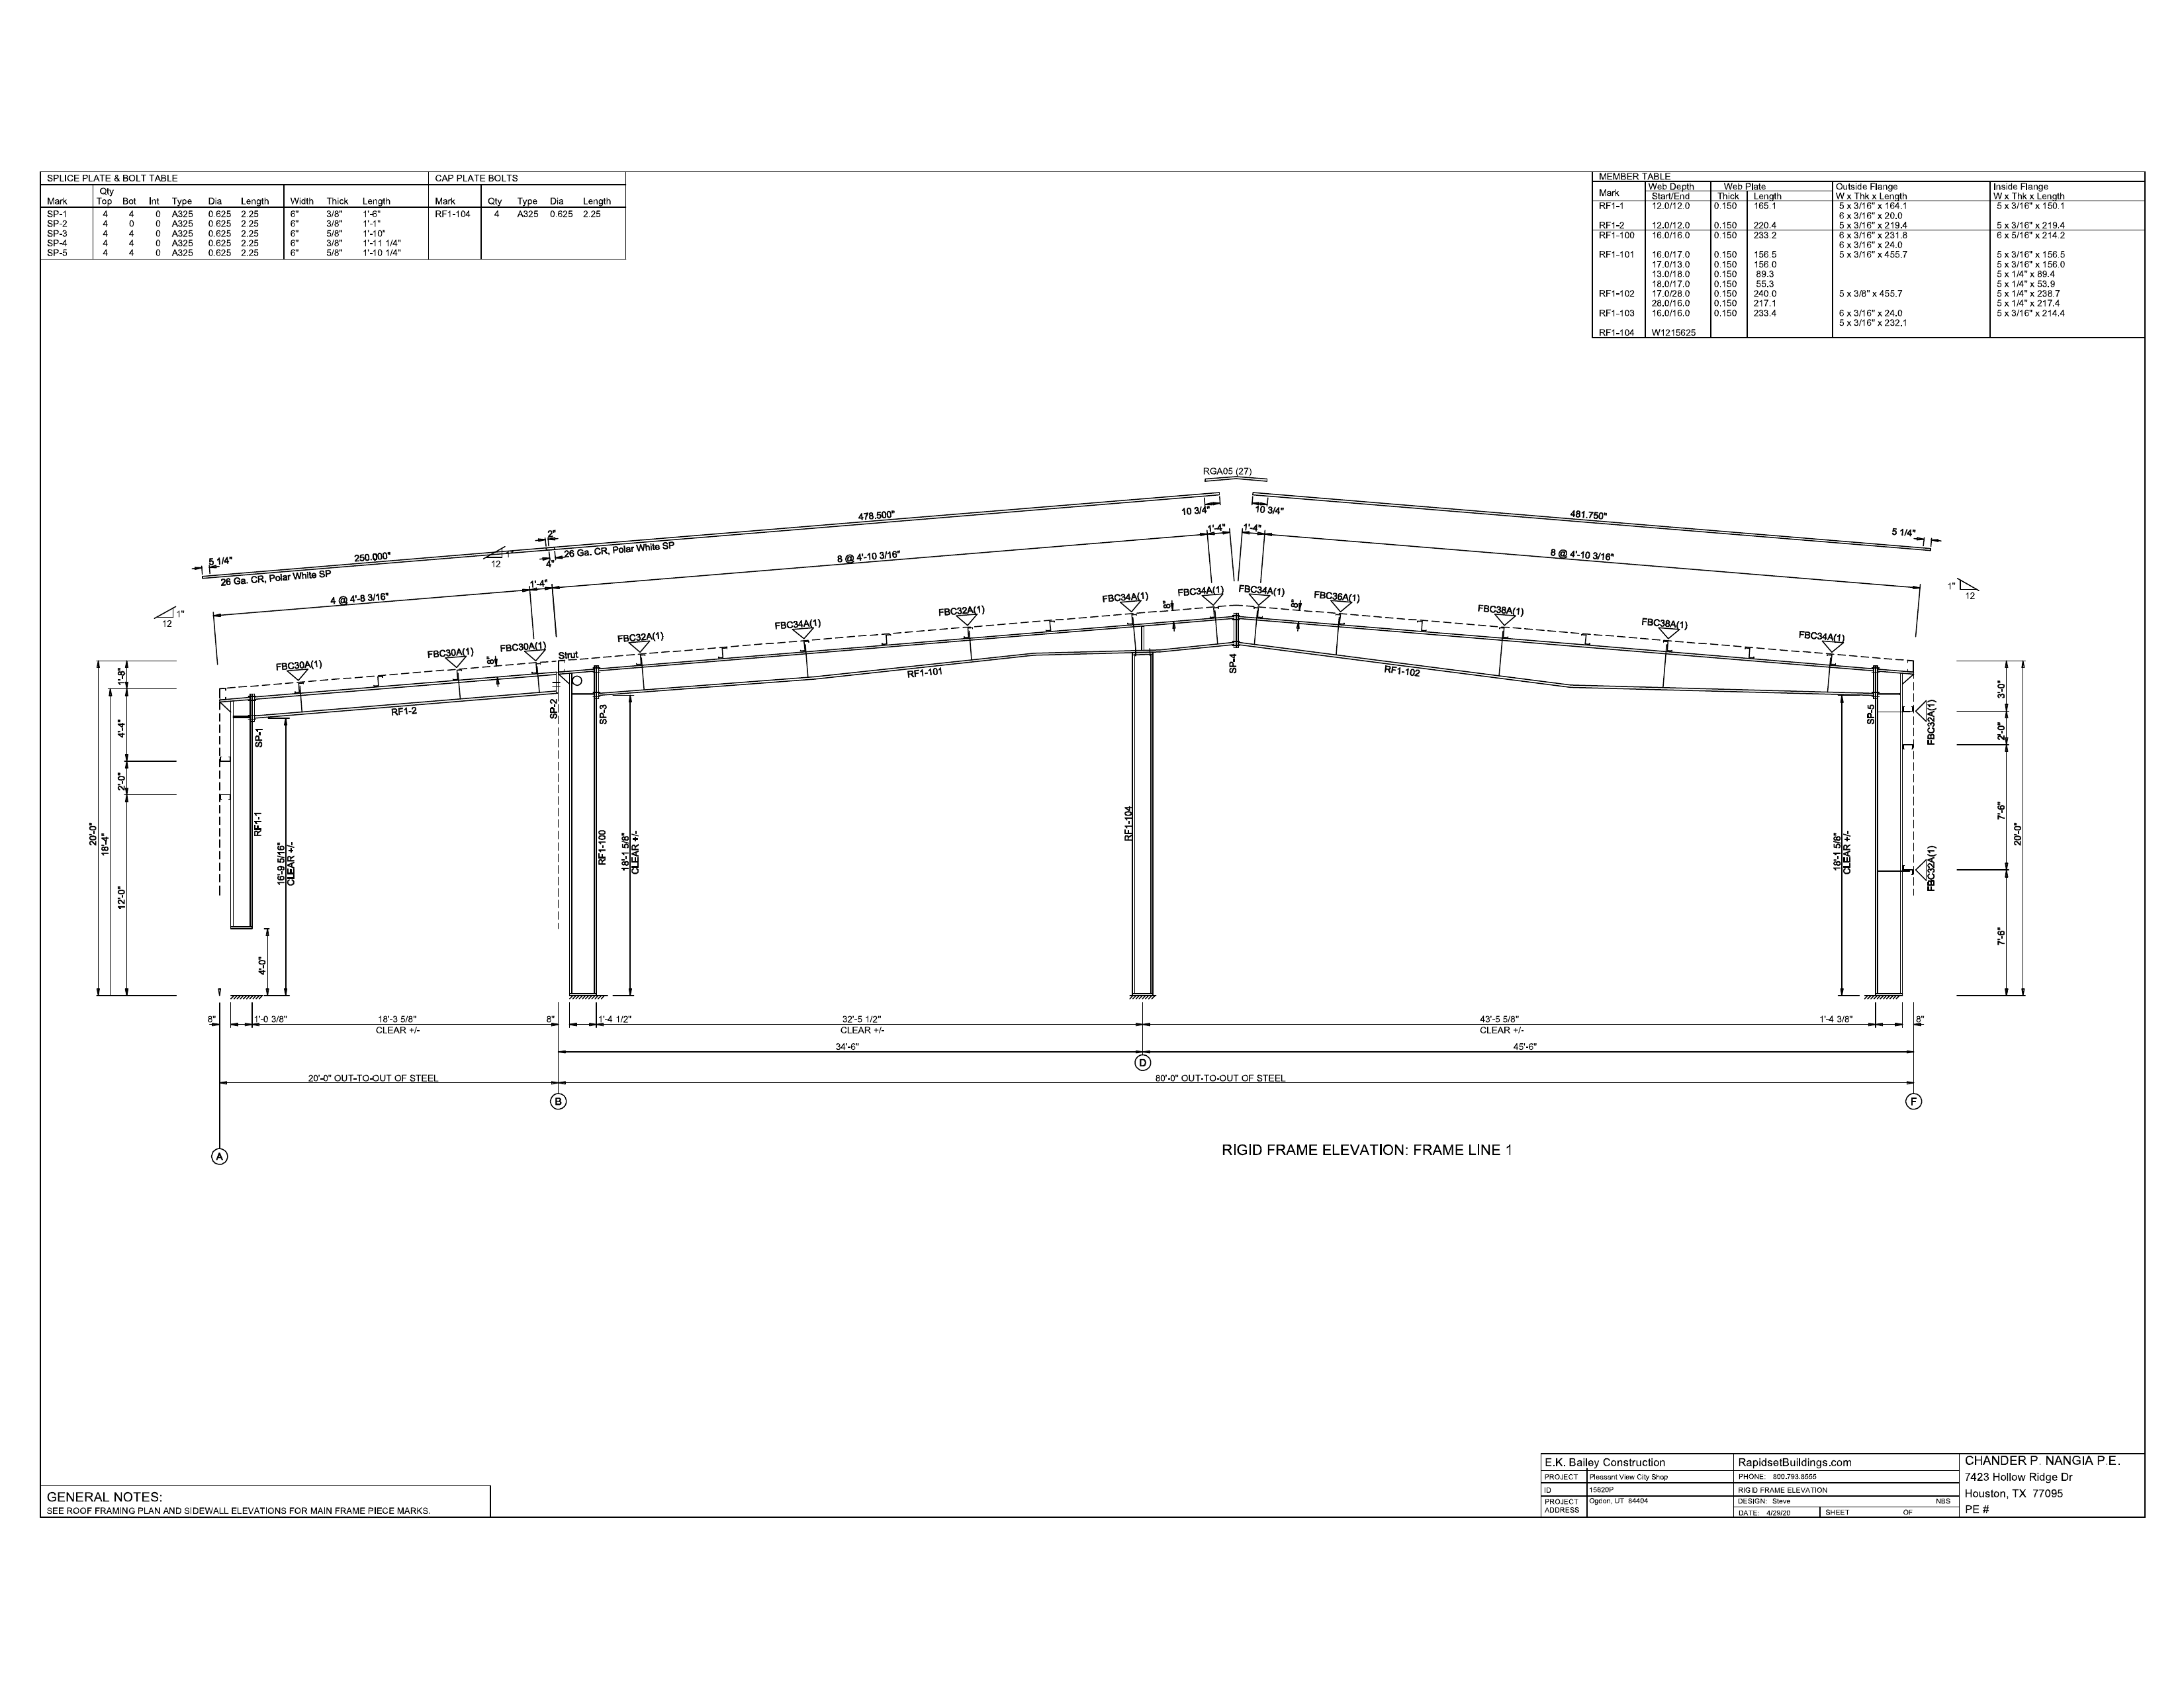 SPLICE PLATE & BOLT TABLE
Qty
Mark Top Bot Int Type Dia Length Width Thick Length
SP-1 4 4 0 A325 0.625 2.25 6" 3/8" 1'-6"
SP-2 4 0 0 A325 0.625 2.25 6" 3/8" 1'-1"
SP-3 4 4 0 A325 0.625 2.25 6" 5/8" 1'-10"
SP-4 4 4 0 A325 0.625 2.25 6" 3/8" 1'-11 1/4"
SP-5 4 4 0 A325 0.625 2.25 6" 5/8" 1'-10 1/4"
CAP PLATE BOLTS
Mark Qty Type Dia Length
RF1-104 4 A325 0.625 2.25
MEMBER TABLE
Web Depth Web Plate Outside Flange Inside Flange
Mark Start/End Thick Length W x Thk x Length W x Thk x Length
RF1-1 12.0/12.0 0.150 165.1 5 x 3/16" x 164.1 5 x 3/16" x 150.1
6 x 3/16" x 20.0
RF1-2 12.0/12.0 0.150 220.4 5 x 3/16" x 219.4 5 x 3/16" x 219.4
RF1-100 16.0/16.0 0.150 233.2 6 x 3/16" x 231.8 6 x 5/16" x 214.2
6 x 3/16" x 24.0
RF1-101 16.0/17.0 0.150 156.5 5 x 3/16" x 455.7 5 x 3/16" x 156.5
17.0/13.0 0.150 156.0 5 x 3/16" x 156.0
13.0/18.0 0.150 89.3 5 x 1/4" x 89.4
18.0/17.0 0.150 55.3 5 x 1/4" x 53.9
RF1-102 17.0/28.0 0.150 240.0 5 x 3/8" x 455.7 5 x 1/4" x 238.7
28.0/16.0 0.150 217.1 5 x 1/4" x 217.4
RF1-103 16.0/16.0 0.150 233.4 6 x 3/16" x 24.0 5 x 3/16" x 214.4
5 x 3/16" x 232.1
RF1-104 W1215625
RGA05 (27)
10 3/4" 10 3/4"
478.500" 481.750"
5 1/4" 250.000" 2" 5 1/4"
26 Ga. CR, Polar White SP
1"
12
4"
26 Ga. CR, Polar White SP
1'-4" 1'-4"
8 @ 4'-10 3/16" 8 @ 4'-10 3/16"
4 @ 4'-8 3/16" 1'-4"
1"
12
1"
12
FBC30A(1) FBC30A(1) FBC30A(1) FBC32A(1) FBC34A(1) FBC32A(1) FBC34A(1) FBC34A(1) FBC34A(1) FBC36A(1) FBC38A(1) FBC38A(1) FBC34A(1)
8" 8" 8"
Strut
RF1-2 RF1-101 RF1-102
SP-1 SP-2 SP-3 SP-4 SP-5
RF1-1 RF1-100 RF1-104
1'-8"
4'-4"
2'-0"
12'-0"
20'-0"
18'-4"
16'-9 5/16"
CLEAR +/-
4'-0"
18'-1 5/8"
CLEAR +/-
18'-1 5/8"
CLEAR +/-
FBC32A(1)
FBC32A(1)
3'-0"
2'-0"
7'-6"
7'-6"
20'-0"
8" 1'-0 3/8" 18'-3 5/8" 8" 1'-4 1/2" 32'-5 1/2" 43'-5 5/8" 1'-4 3/8" 8"
CLEAR +/- CLEAR +/- CLEAR +/-
34'-6" 45'-6"
D
20'-0" OUT-TO-OUT OF STEEL 80'-0" OUT-TO-OUT OF STEEL
B F
A
RIGID FRAME ELEVATION: FRAME LINE 1
GENERAL NOTES:
SEE ROOF FRAMING PLAN AND SIDEWALL ELEVATIONS FOR MAIN FRAME PIECE MARKS.
E.K. Bailey Construction
PROJECT Pleasant View City Shop
ID 15820P
PROJECT ADDRESS Ogden, UT 84404
RapidsetBuildings.com
PHONE: 800.793.8555
RIGID FRAME ELEVATION
DESIGN: Steve NBS
DATE: 4/29/20 SHEET OF
CHANDER P. NANGIA P.E.
7423 Hollow Ridge Dr
Houston, TX 77095
PE #